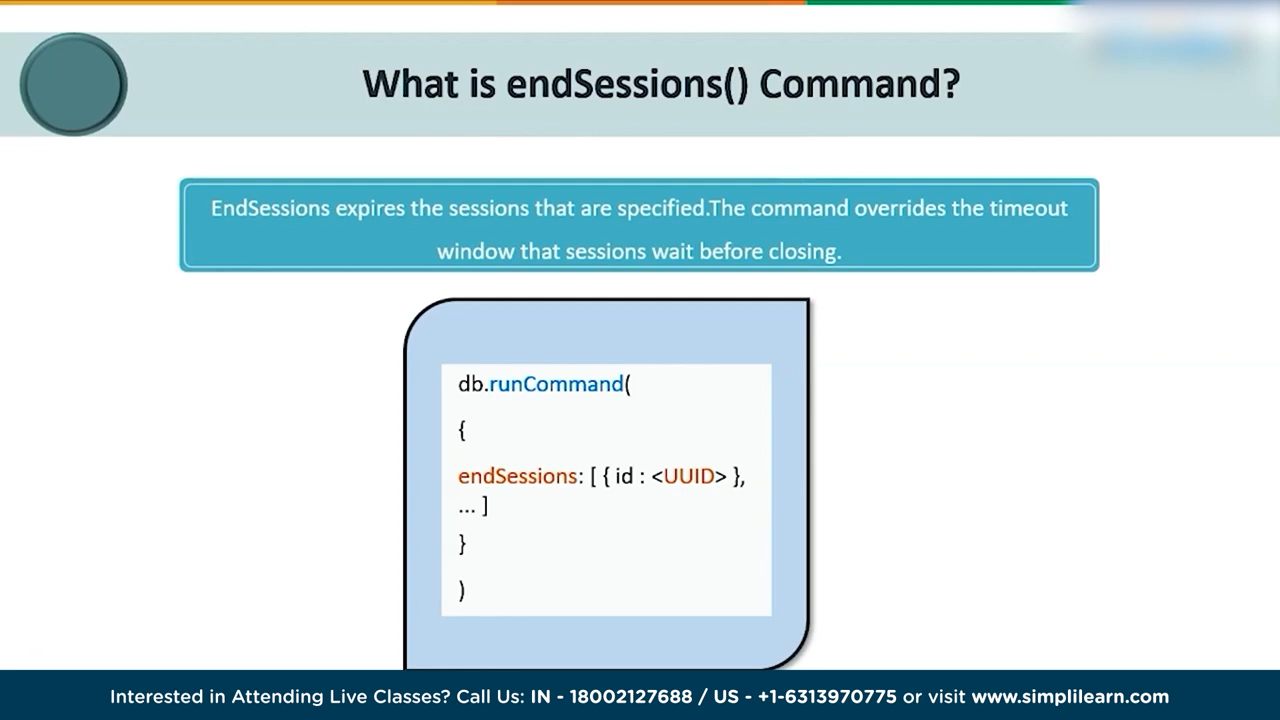 What is endSessions() Command?
EndSessions expires the sessions that are specified.The command overrides the timeout
window that sessions wait before closing.
db.runCommand(
{
endSessions: [ { id : <UUID> },
... ]
}
)
Interested in Attending Live Classes? Call Us: IN - 18002127688 / US - +1-6313970775 or visit www.simplilearn.com